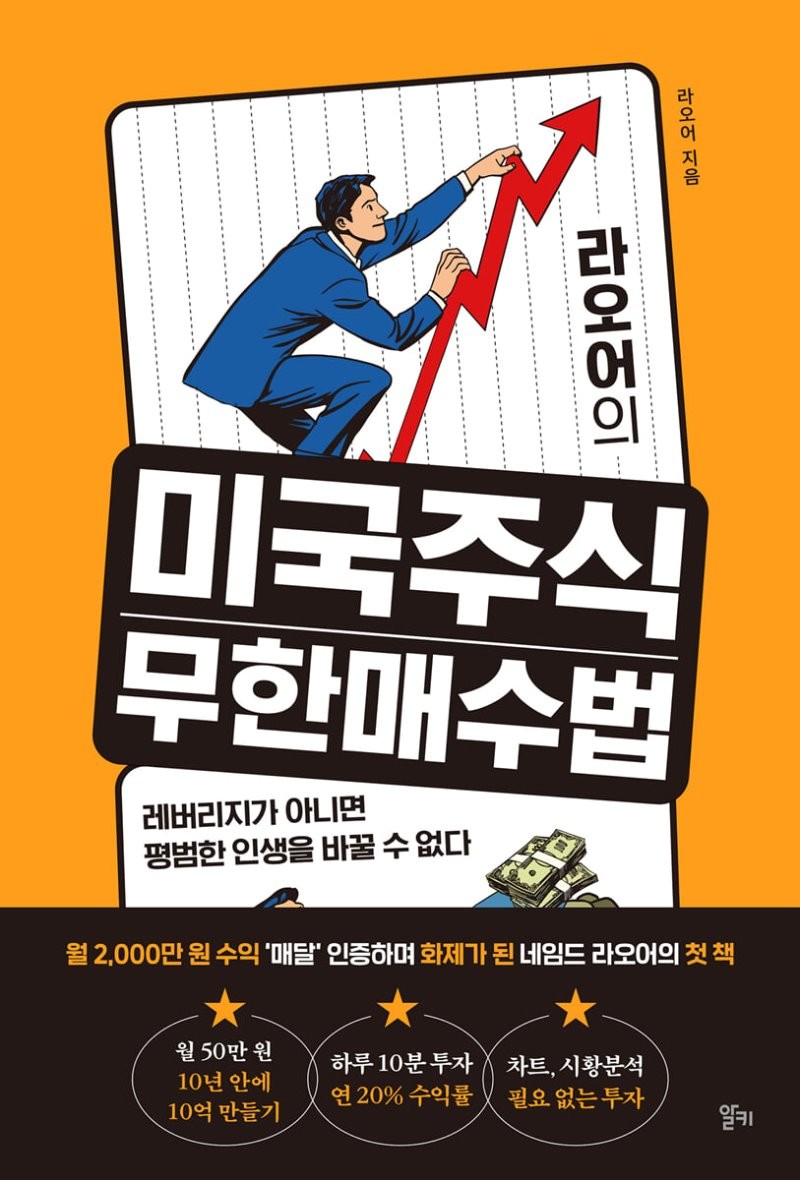 라오어 지음
라오어의
미국주식
무한매수법
레버리지가 아니면
평범한 인생을 바꿀 수 없다
월 2,000만 원 수익 '매달' 인증하며 화제가 된 네임드 라오어의 첫 책
월 50만 원
10년 안에
10억 만들기
하루 10분 투자
연 20% 수익률
차트, 시황분석
필요 없는 투자
알키